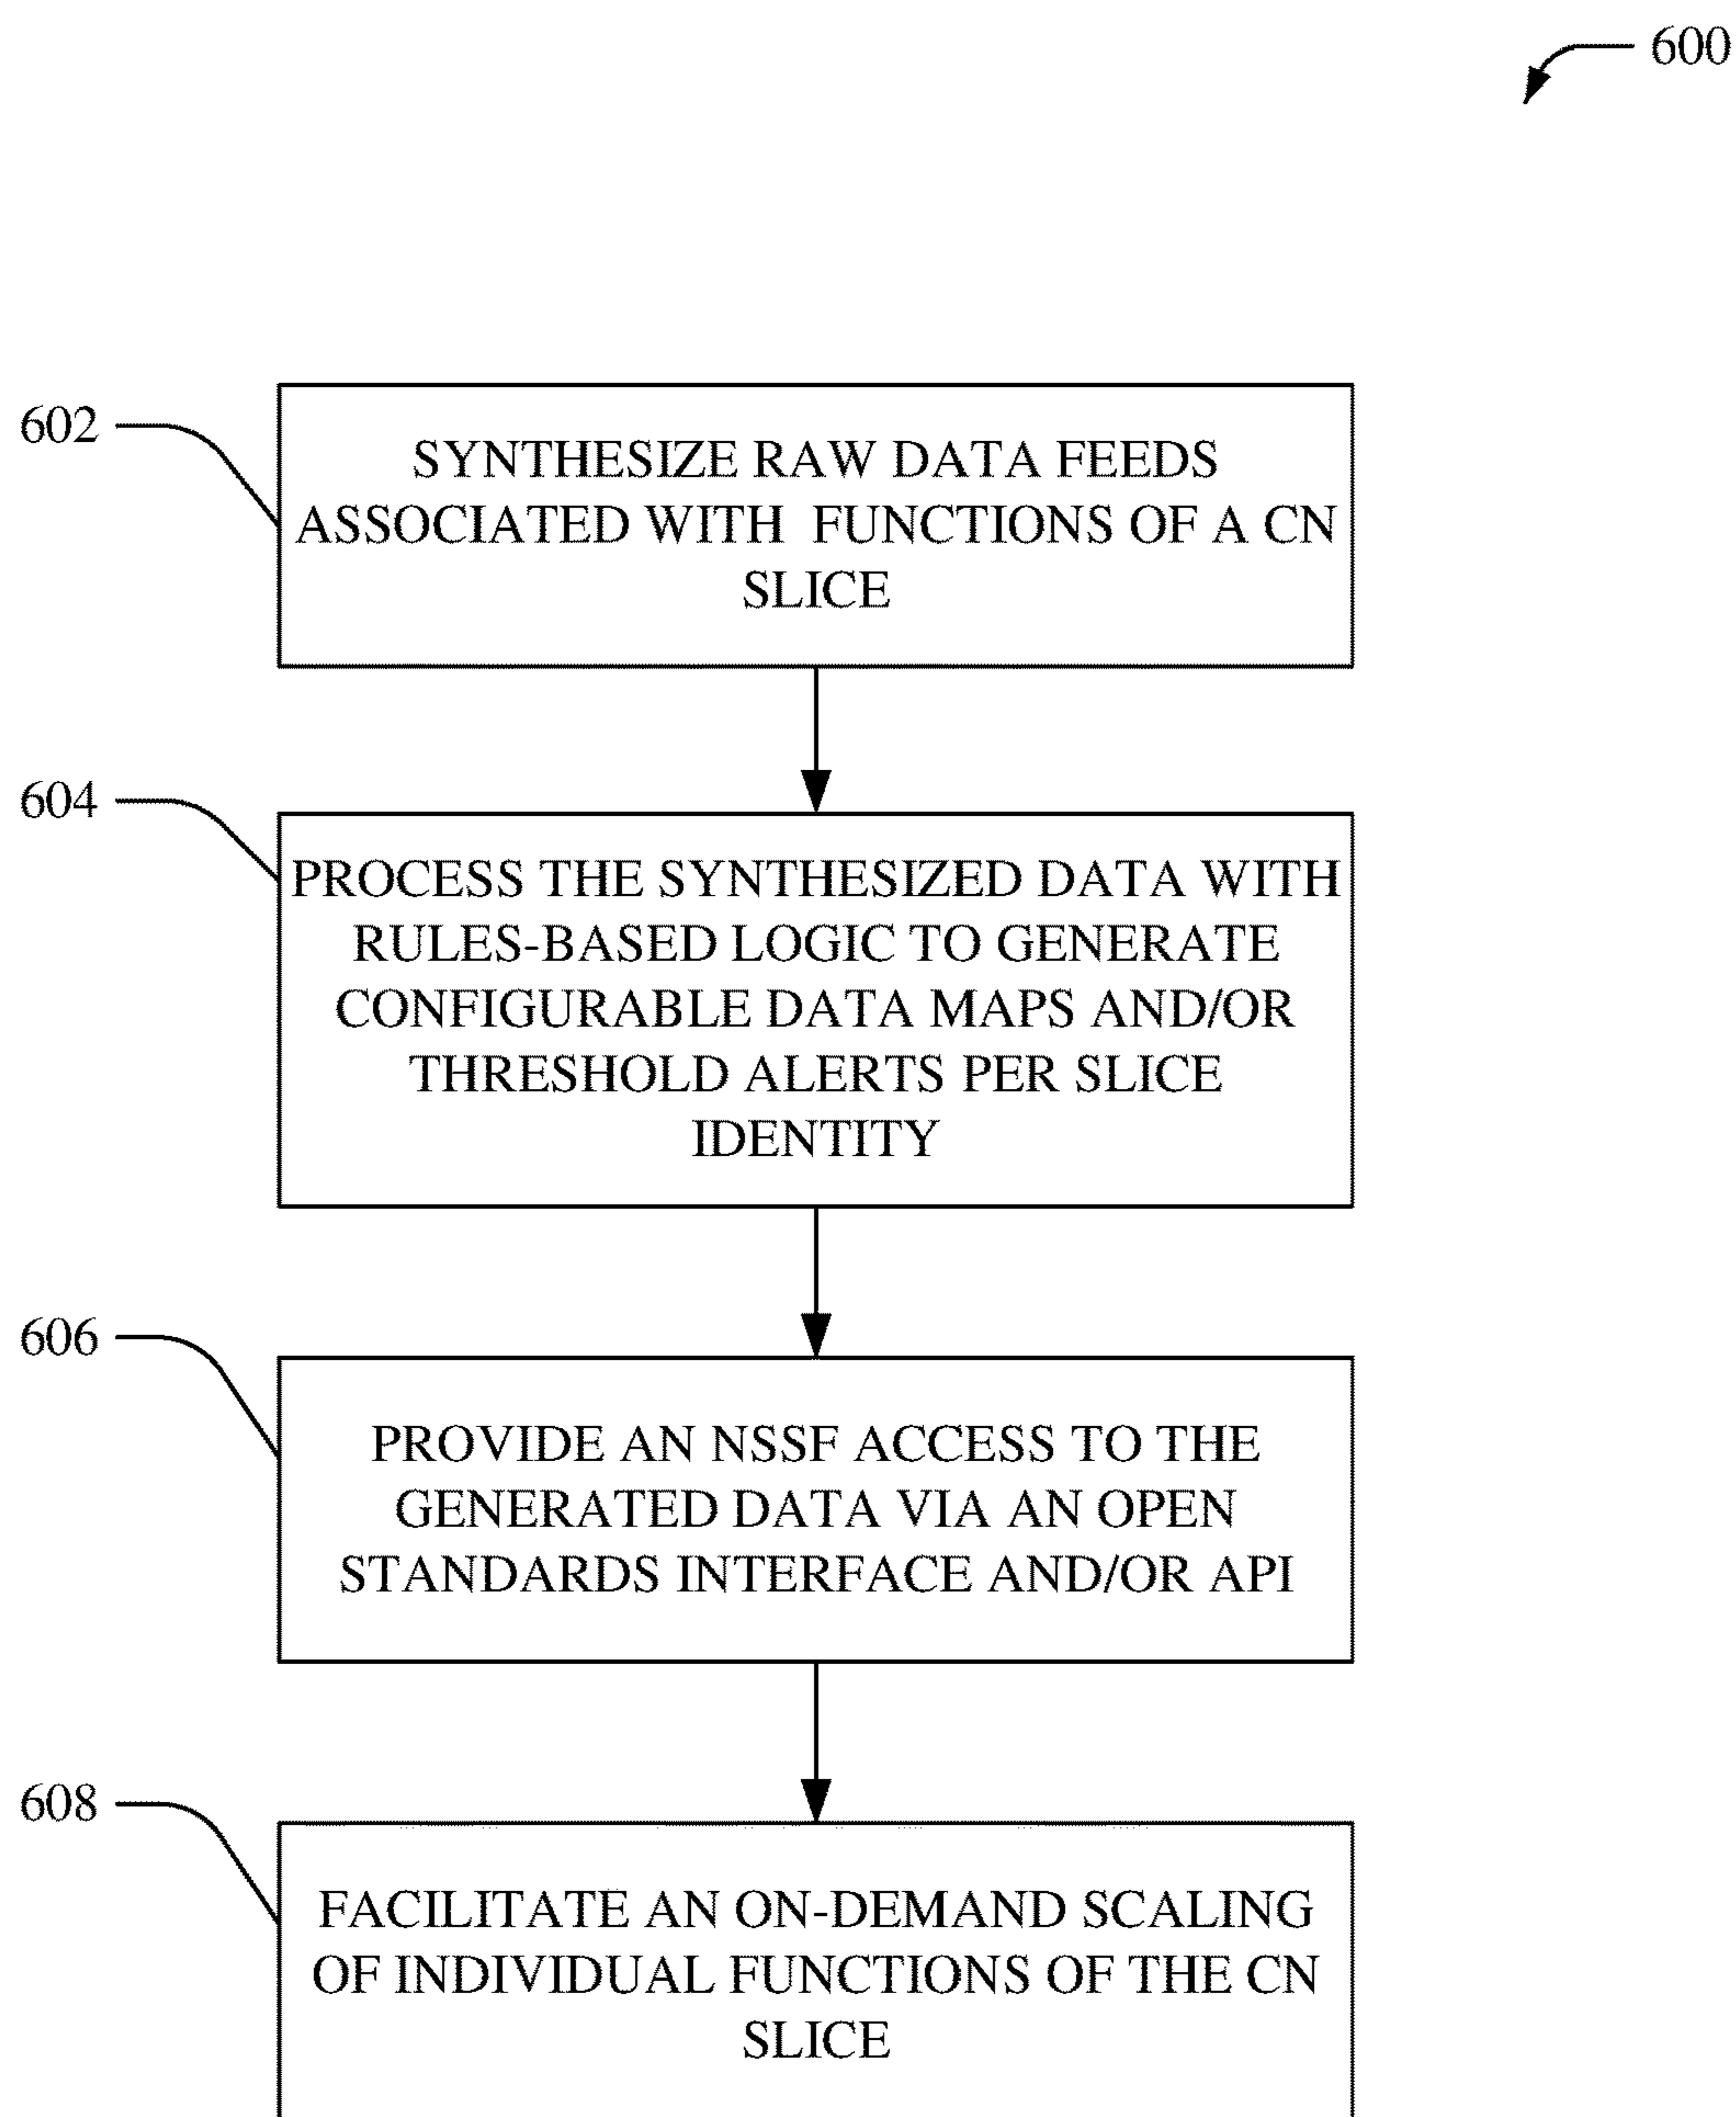 600
602
SYNTHESIZE RAW DATA FEEDS
ASSOCIATED WITH FUNCTIONS OF A CN
SLICE
604
PROCESS THE SYNTHESIZED DATA WITH
RULES-BASED LOGIC TO GENERATE
CONFIGURABLE DATA MAPS AND/OR
THRESHOLD ALERTS PER SLICE
IDENTITY
606
PROVIDE AN NSSF ACCESS TO THE
GENERATED DATA VIA AN OPEN
STANDARDS INTERFACE AND/OR API
608
FACILITATE AN ON-DEMAND SCALING
OF INDIVIDUAL FUNCTIONS OF THE CN
SLICE